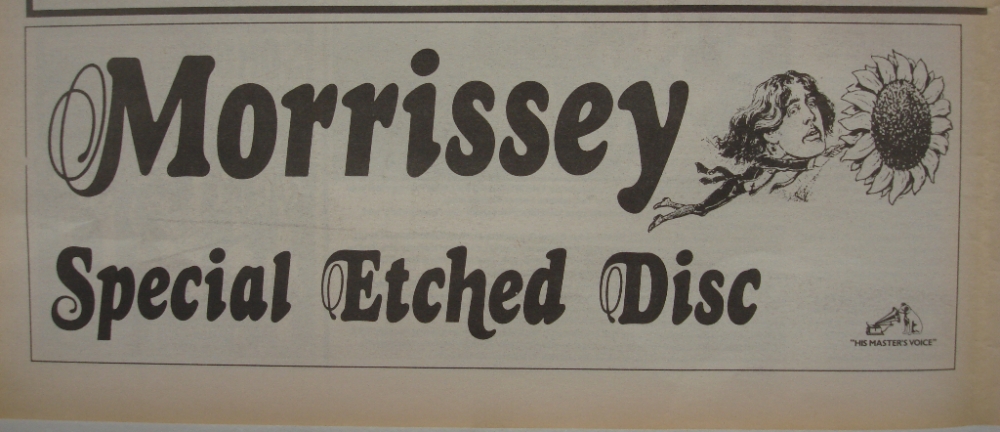 Morrissey
Special Etched Disc
"HIS MASTER'S VOICE"